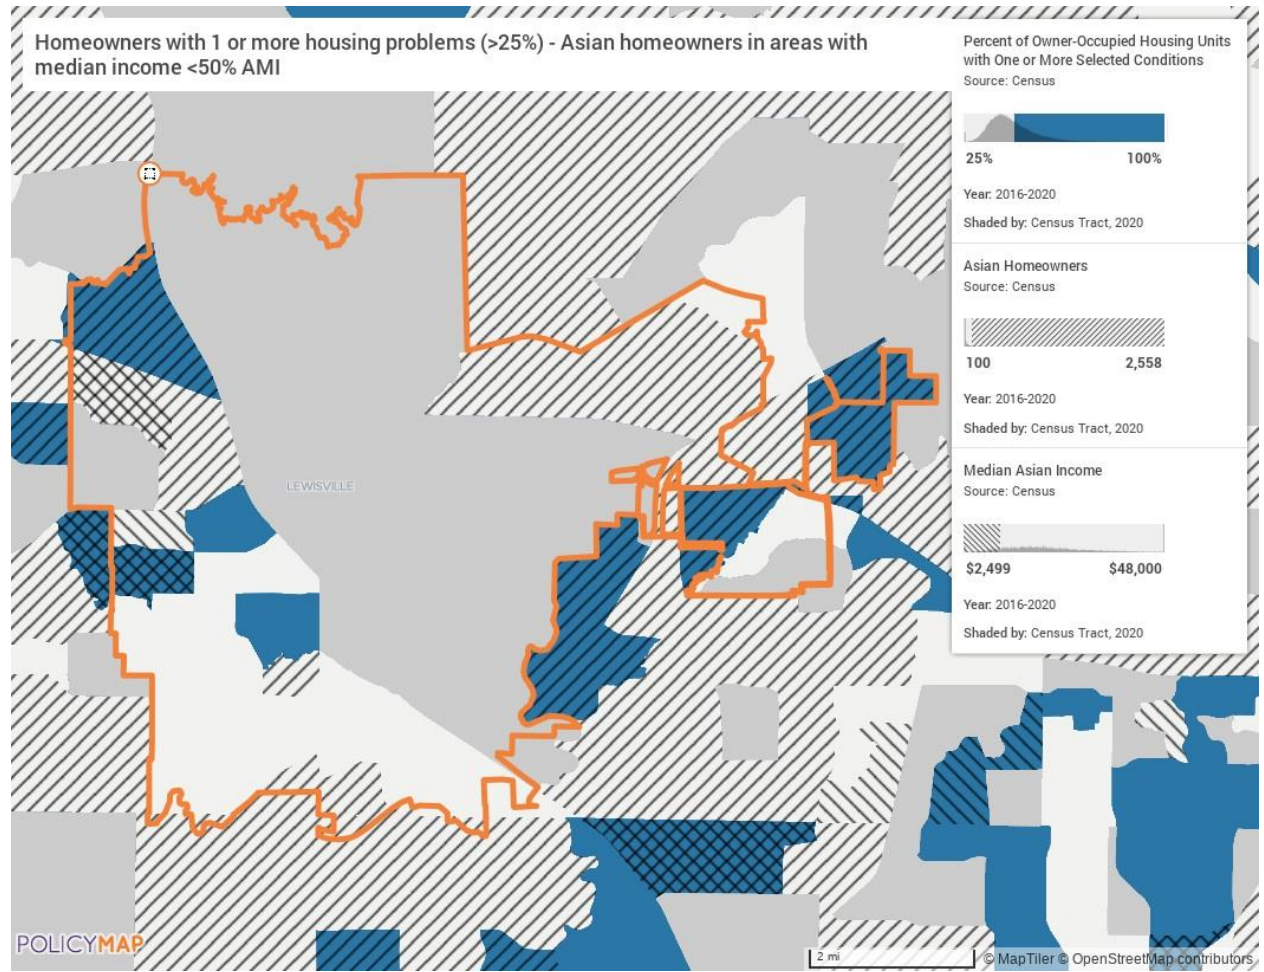 Homeowners with 1 or more housing problems (>25%) - Asian homeowners in areas with
median income <50% AMI
Percent of Owner-Occupied Housing Units
with One or More Selected Conditions
Source: Census
25% 100%
Year: 2016-2020
Shaded by: Census Tract, 2020
Asian Homeowners
Source: Census
100 2,558
Year: 2016-2020
Shaded by: Census Tract, 2020
Median Asian Income
Source: Census
$2,499 $48,000
Year: 2016-2020
Shaded by: Census Tract, 2020
LEWISVILLE
POLICYMAP
2 mi
© MapTiler © OpenStreetMap contributors